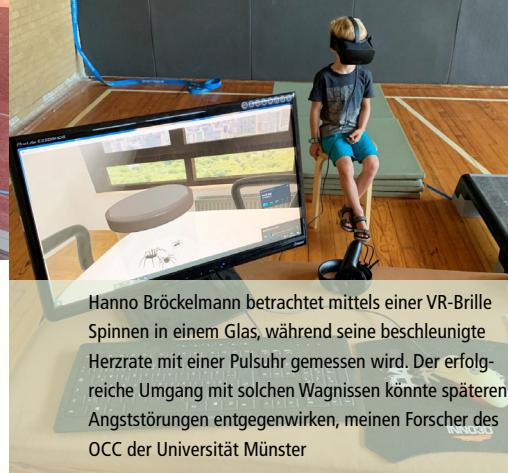 Hanno Bröckelmann betrachtet mittels einer VR-Brille
Spinnen in einem Glas, während seine beschleunigte
Herzrate mit einer Pulsuhr gemessen wird. Der erfolg-
reiche Umgang mit solchen Wagnissen könnte späteren
Angststörungen entgegenwirken, meinen Forscher des
OCC der Universität Münster
INNO3D